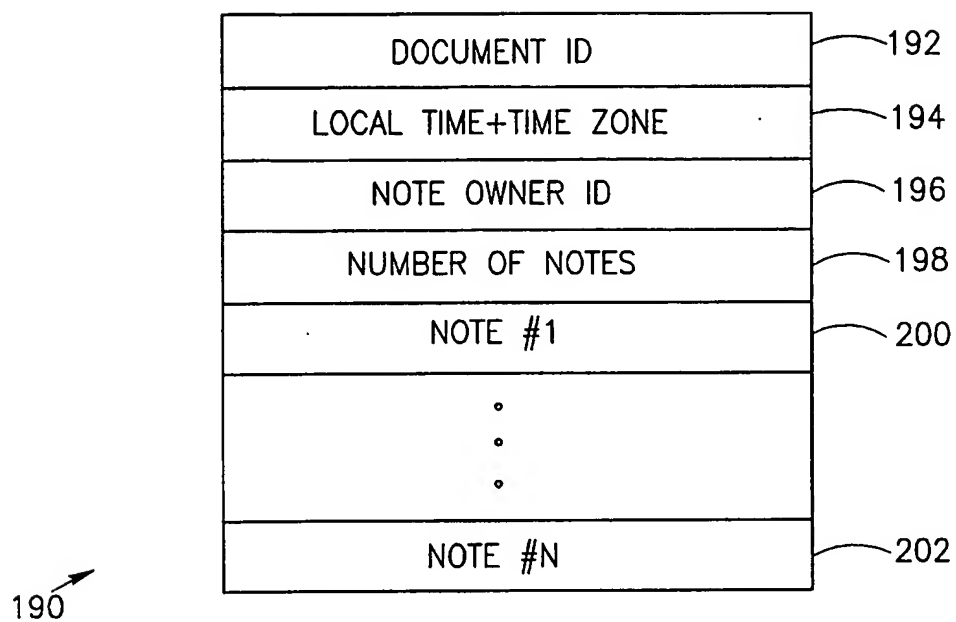 DOCUMENT ID 192
LOCAL TIME+TIME ZONE 194
NOTE OWNER ID 196
NUMBER OF NOTES 198
NOTE #1 200
NOTE #N 202
190